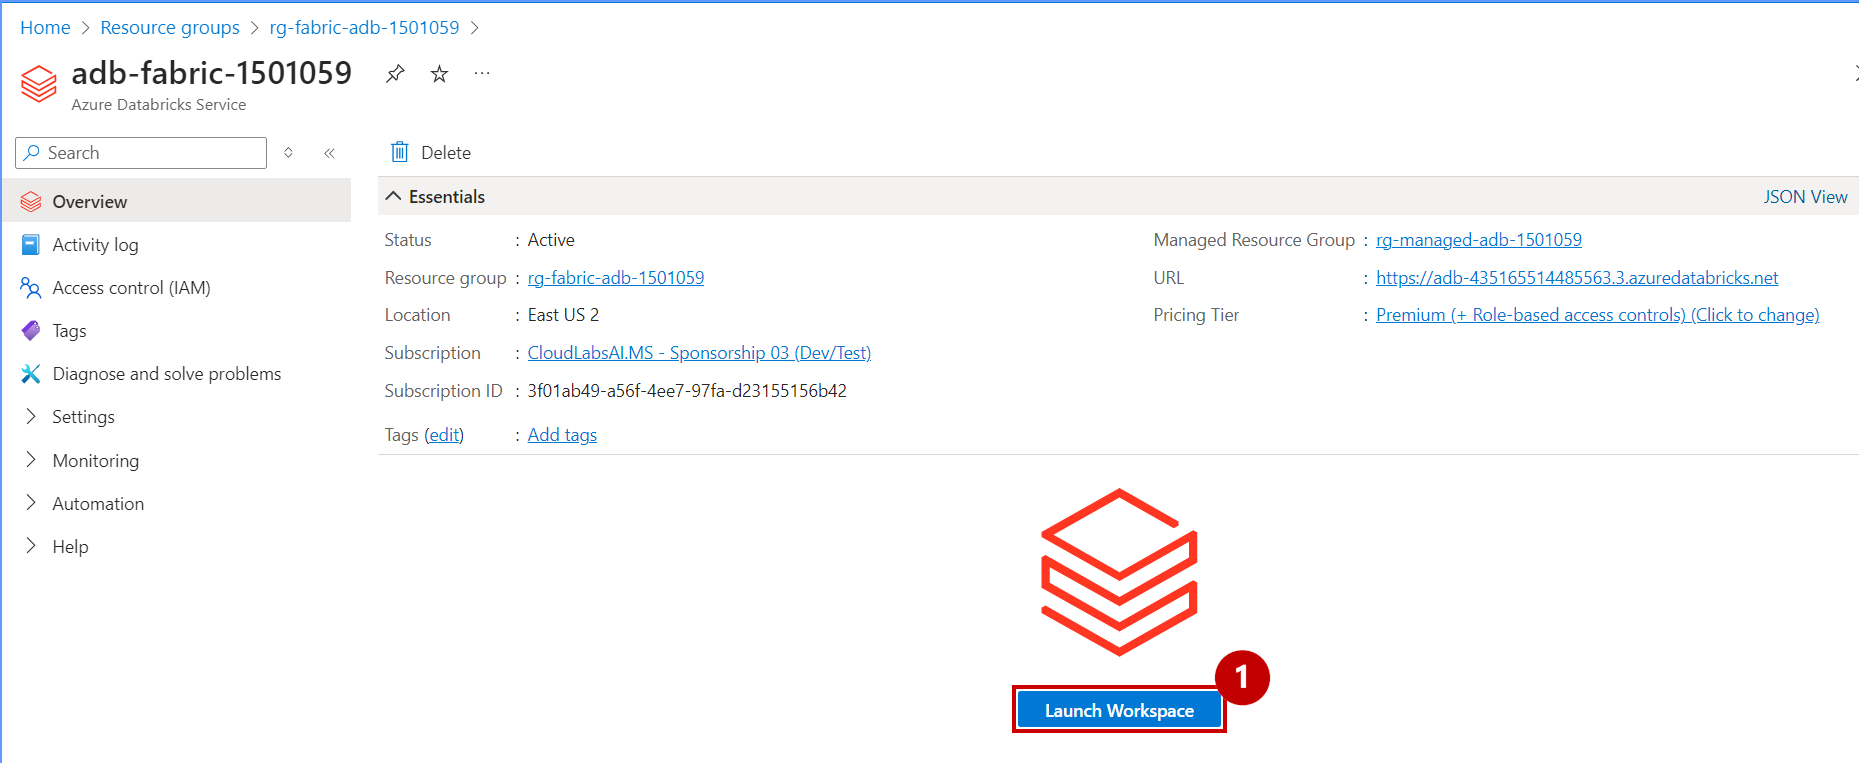 Home > Resource groups > rg-fabric-adb-1501059 >
adb-fabric-1501059
Azure Databricks Service
Search
Overview
Activity log
Access control (IAM)
Tags
Diagnose and solve problems
Settings
Monitoring
Automation
Help
Delete
Essentials
JSON View
Status : Active
Resource group : rg-fabric-adb-1501059
Location : East US 2
Subscription : CloudLabsAI.MS - Sponsorship 03 (Dev/Test)
Subscription ID : 3f01ab49-a56f-4ee7-97fa-d23155156b42
Tags (edit) : Add tags
Managed Resource Group : rg-managed-adb-1501059
URL : https://adb-435165514485563.3.azuredatabricks.net
Pricing Tier : Premium (+ Role-based access controls) (Click to change)
1
Launch Workspace